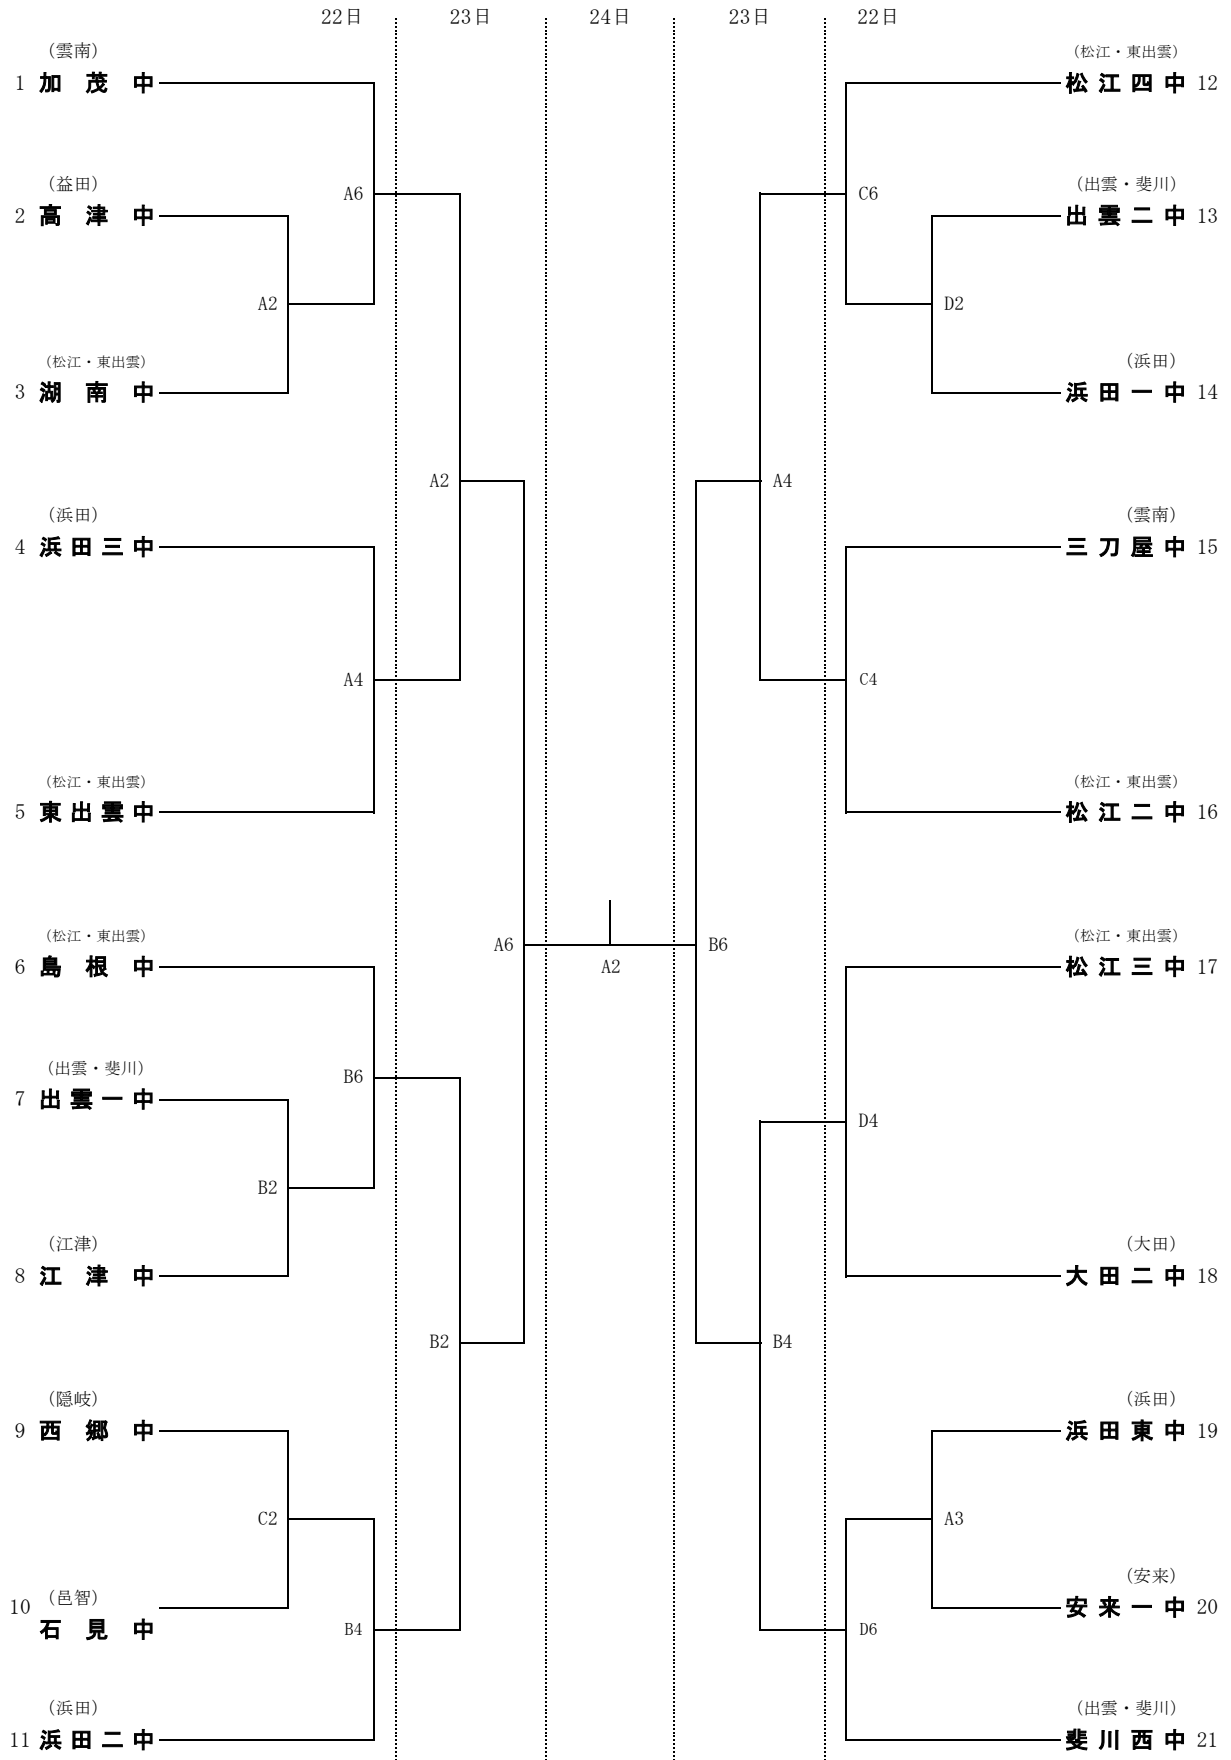 22日 23日 24日 23日 22日
（雲南） （松江・東出雲）
1 加茂中 松江四中 12
（益田） A6 C6 （出雲・斐川）
2 高津中 出雲二中 13
A2 D2
（松江・東出雲） （浜田）
3 湖南中 浜田一中 14
A2 A4
（浜田） （雲南）
4 浜田三中 三刀屋中 15
A4 C4
（松江・東出雲） （松江・東出雲）
5 東出雲中 松江二中 16
（松江・東出雲） A6 B6 （松江・東出雲）
6 島根中 A2 松江三中 17
（出雲・斐川） B6
7 出雲一中 D4
B2
（江津） （大田）
8 江津中 大田二中 18
B2 B4
（隠岐） （浜田）
9 西郷中 浜田東中 19
C2 A3
（邑智） （安来）
10 石見中 安来一中 20
B4 D6
（浜田） （出雲・斐川）
11 浜田二中 斐川西中 21